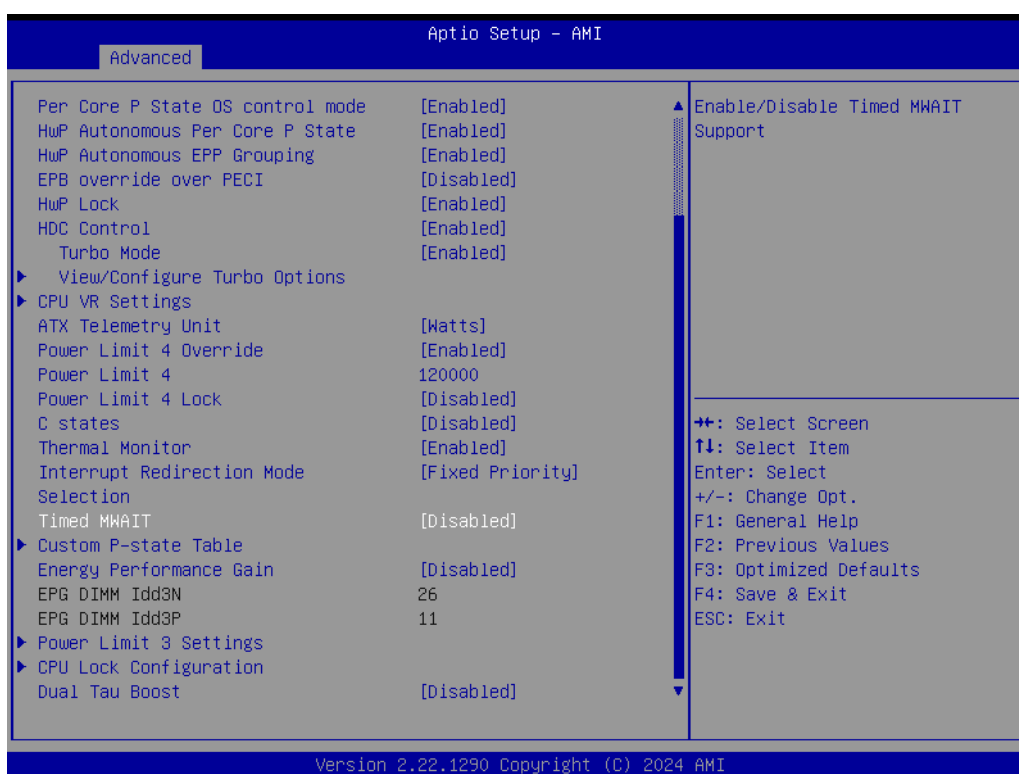 Aptio Setup – AMI
Advanced
Per Core P State OS control mode [Enabled]
HwP Autonomous Per Core P State [Enabled]
HwP Autonomous EPP Grouping [Enabled]
EPB override over PECI [Disabled]
HwP Lock [Enabled]
HDC Control [Enabled]
Turbo Mode [Enabled]
View/Configure Turbo Options
CPU VR Settings
ATX Telemetry Unit [Watts]
Power Limit 4 Override [Enabled]
Power Limit 4 120000
Power Limit 4 Lock [Disabled]
C states [Disabled]
Thermal Monitor [Enabled]
Interrupt Redirection Mode [Fixed Priority]
Selection
Timed MWAIT [Disabled]
Custom P-state Table
Energy Performance Gain [Disabled]
EPG DIMM Idd3N 26
EPG DIMM Idd3P 11
Power Limit 3 Settings
CPU Lock Configuration
Dual Tau Boost [Disabled]
Enable/Disable Timed MWAIT
Support
→←: Select Screen
↑↓: Select Item
Enter: Select
+/-: Change Opt.
F1: General Help
F2: Previous Values
F3: Optimized Defaults
F4: Save & Exit
ESC: Exit
Version 2.22.1290 Copyright (C) 2024 AMI